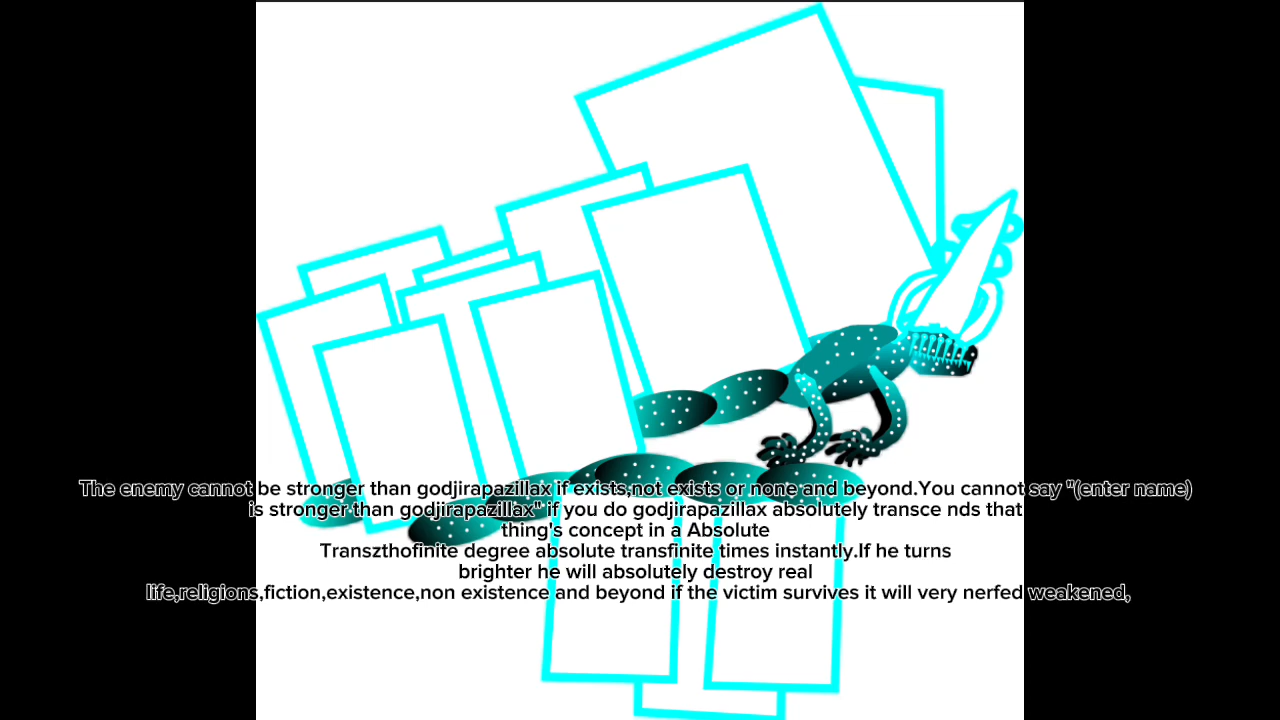 The enemy cannot be stronger than godjirapazillax if exists,not exists or none and beyond.You cannot say "(enter name)
is stronger than godjirapazillax" if you do godjirapazillax absolutely transce nds that
thing's concept in a Absolute
Transzthofinite degree absolute transfinite times instantly.If he turns
brighter he will absolutely destroy real
life,religions,fiction,existence,non existence and beyond if the victim survives it will very nerfed weakened,